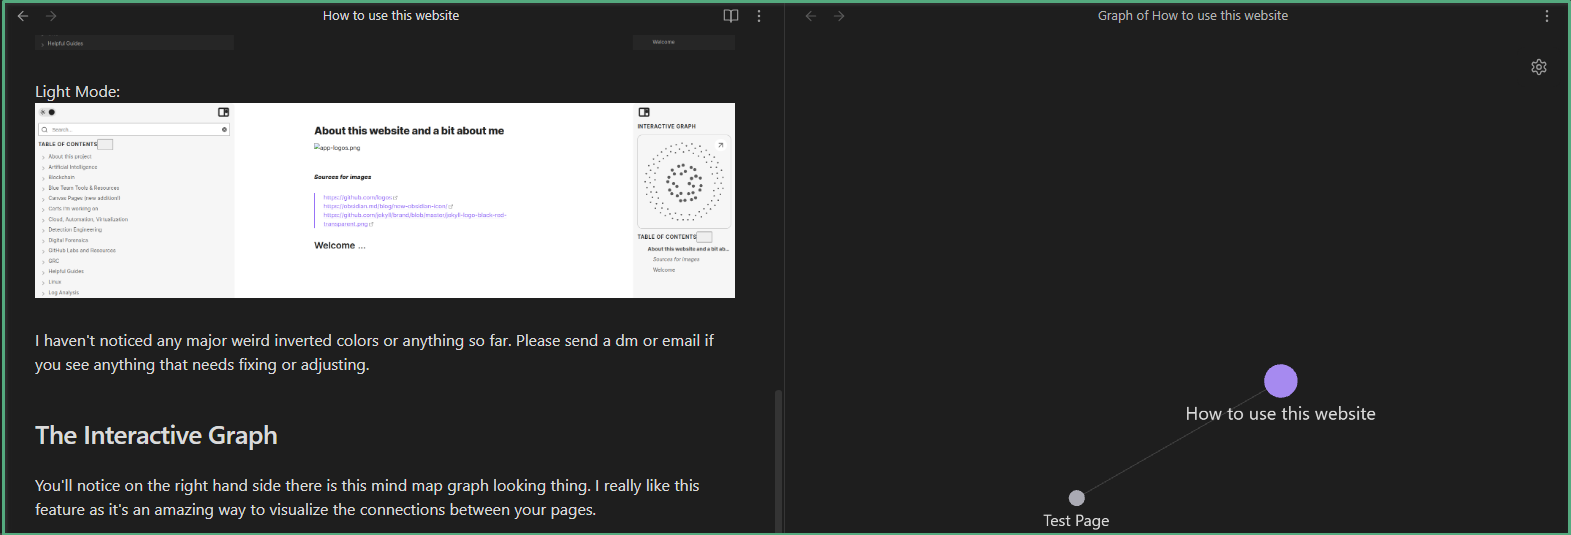 How to use this website
Helpful Guides
Welcome
Light Mode:
Search...
TABLE OF CONTENTS
About this project
Artificial Intelligence
Blockchain
Blue Team Tools & Resources
Canvas Pages (new addition!)
Certs I'm working on
Cloud, Automation, Virtualization
Detection Engineering
Digital Forensics
GitHub Labs and Resources
GRC
Helpful Guides
Linux
Log Analysis
About this website and a bit about me
app-logos.png
Sources for images
https://github.com/logos
https://obsidian.md/blog/new-obsidian-icon/
https://github.com/jekyll/brand/blob/master/jekyll-logo-black-red-
transparent.png
Welcome ...
INTERACTIVE GRAPH
TABLE OF CONTENTS
About this website and a bit ab...
Sources for images
Welcome
I haven't noticed any major weird inverted colors or anything so far. Please send a dm or email if
you see anything that needs fixing or adjusting.
The Interactive Graph
You'll notice on the right hand side there is this mind map graph looking thing. I really like this
feature as it's an amazing way to visualize the connections between your pages.
Graph of How to use this website
How to use this website
Test Page